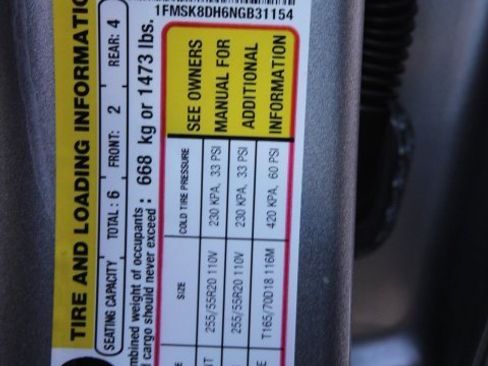 1FMSK8DH6NGB31154
TIRE AND LOADING INFORMATIO
SEATING CAPACITY TOTAL : 6 FRONT: 2 REAR: 4
mbined weight of occupants
cargo should never exceed : 668 kg or 1473 lbs.
SIZE COLD TIRE PRESSURE SEE OWNERS
255/55R20 110V 230 KPA, 33 PSI MANUAL FOR
255/55R20 110V 230 KPA, 33 PSI ADDITIONAL
T165/70D18 116M 420 KPA, 60 PSI INFORMATION